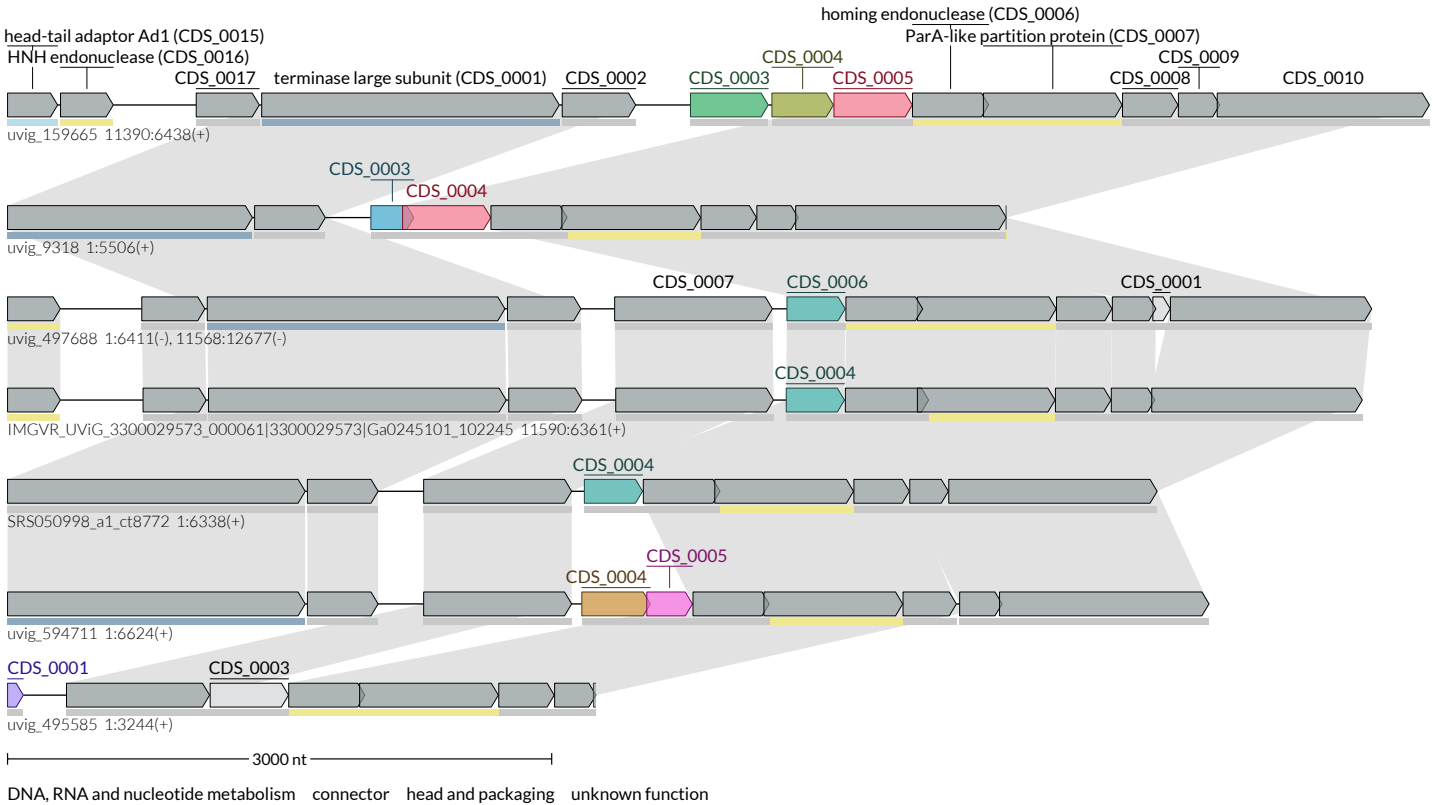 homing endonuclease (CDS_0006)
head-tail adaptor Ad1 (CDS_0015) ParA-like partition protein (CDS_0007)
HNH endonuclease (CDS_0016) CDS_0004 CDS_0009
CDS_0017 terminase large subunit (CDS_0001) CDS_0002 CDS_0003 CDS_0005 CDS_0008 CDS_0010
uvig_159665 11390:6438(+)
CDS_0003
CDS_0004
uvig_9318 1:5506(+)
CDS_0007 CDS_0006 CDS_0001
uvig_497688 1:6411(-), 11568:12677(-)
CDS_0004
IMGVR_UViG_3300029573_000061|3300029573|Ga0245101_102245 11590:6361(+)
CDS_0004
SRS050998_a1_ct8772 1:6338(+)
CDS_0005
CDS_0004
uvig_594711 1:6624(+)
CDS_0001 CDS_0003
uvig_495585 1:3244(+)
3000 nt
DNA, RNA and nucleotide metabolism connector head and packaging unknown function